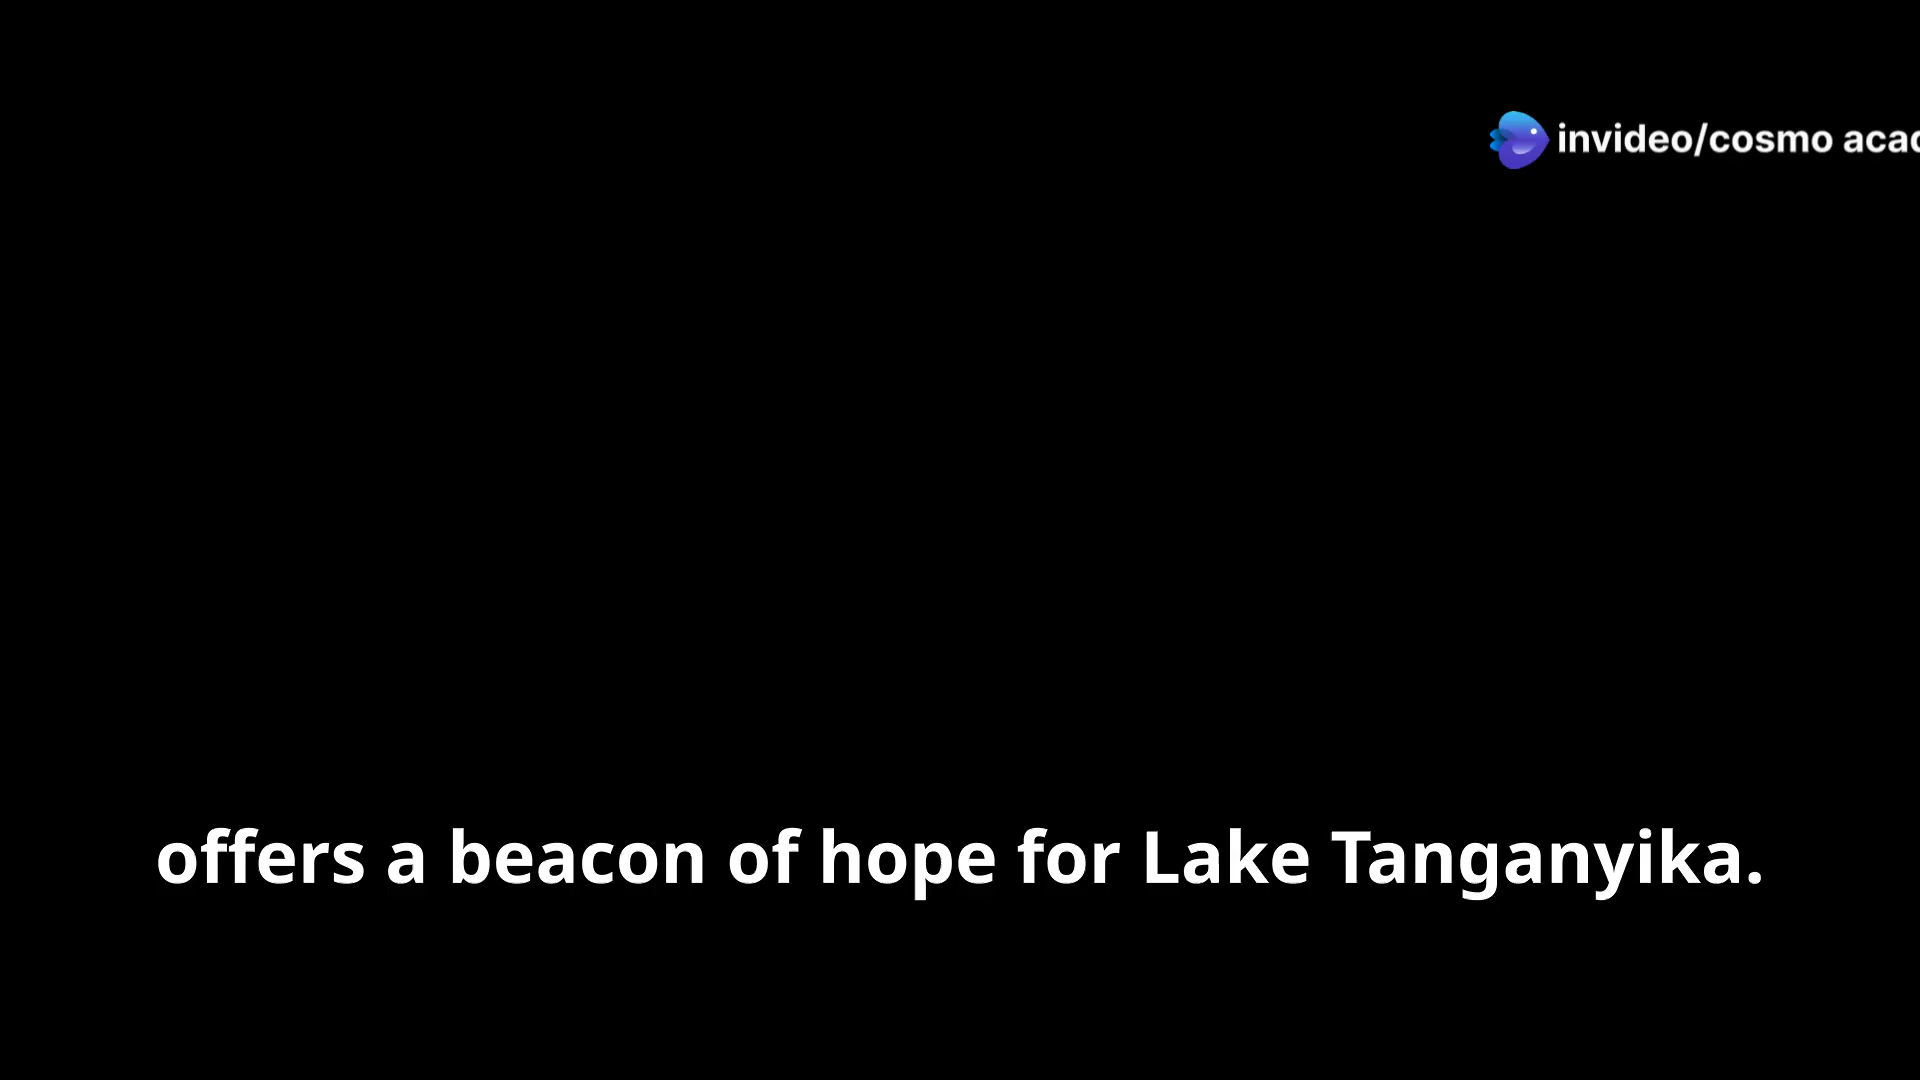 invideo/cosmo acad
offers a beacon of hope for Lake Tanganyika.